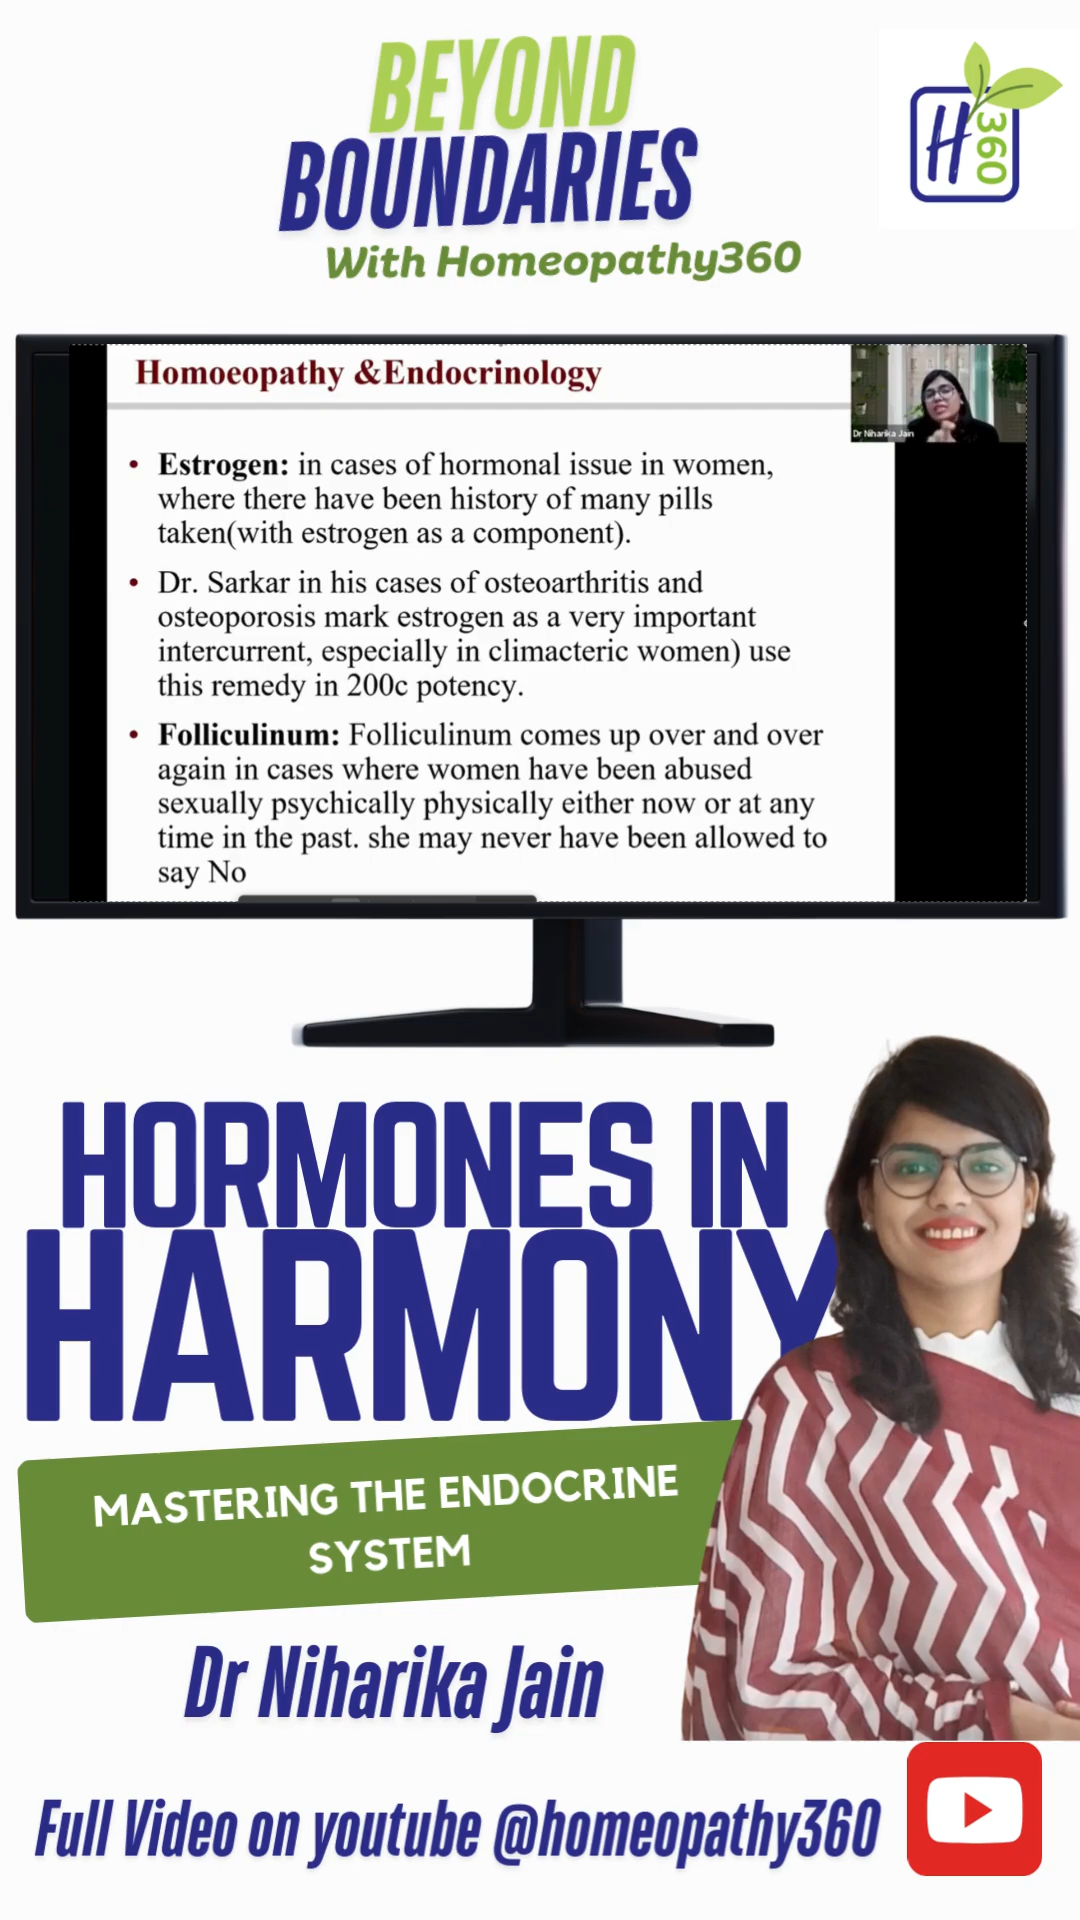 BEYOND
BOUNDARIES
With Homeopathy360
H
360
Homoeopathy &Endocrinology
Dr Niharika Jain
• Estrogen: in cases of hormonal issue in women,
where there have been history of many pills
taken(with estrogen as a component).
• Dr. Sarkar in his cases of osteoarthritis and
osteoporosis mark estrogen as a very important
intercurrent, especially in climacteric women) use
this remedy in 200c potency.
• Folliculinum: Folliculinum comes up over and over
again in cases where women have been abused
sexually psychically physically either now or at any
time in the past. she may never have been allowed to
say No
HORMONES IN
HARMONY
MASTERING THE ENDOCRINE
SYSTEM
Dr Niharika Jain
Full Video on youtube @homeopathy360